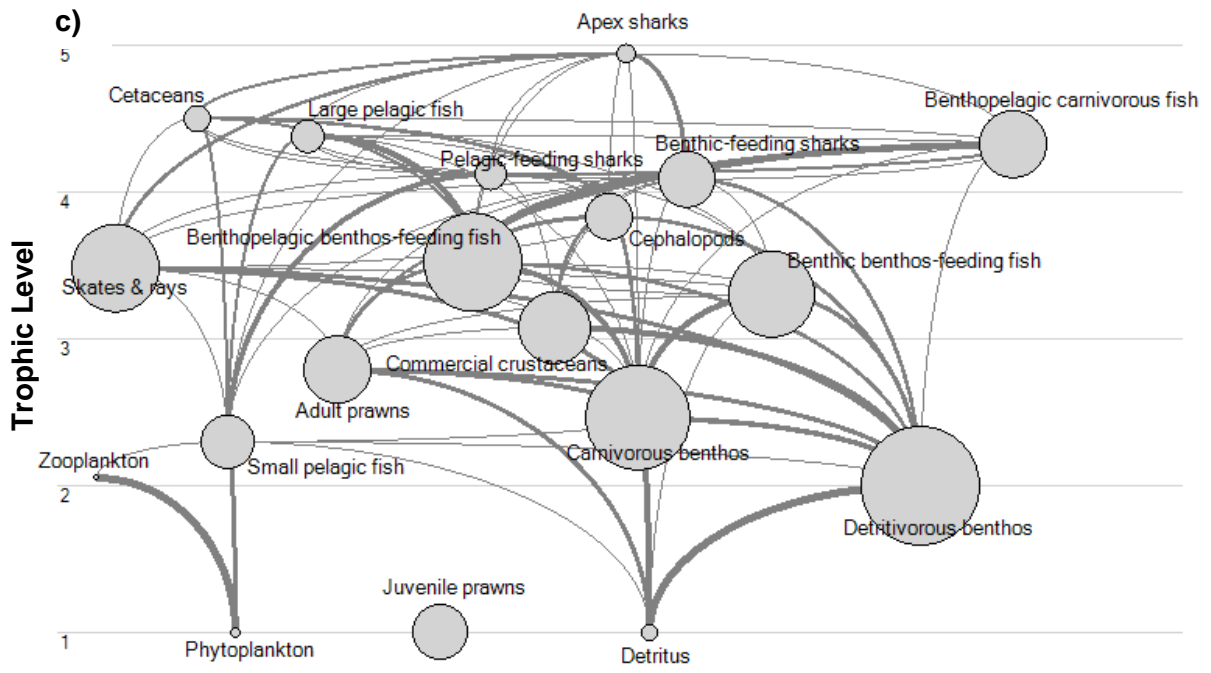 c)
Apex sharks
5
Cetaceans
Large pelagic fish
Benthopelagic carnivorous fish
Benthic-feeding sharks
Pelagic-feeding sharks
4
Benthopelagic benthos-feeding fish
Cephalopods
Benthic benthos-feeding fish
Skates & rays
Trophic Level
3
Commercial crustaceans
Adult prawns
Carnivorous benthos
Zooplankton
Small pelagic fish
2
Detritivorous benthos
Juvenile prawns
1
Phytoplankton
Detritus